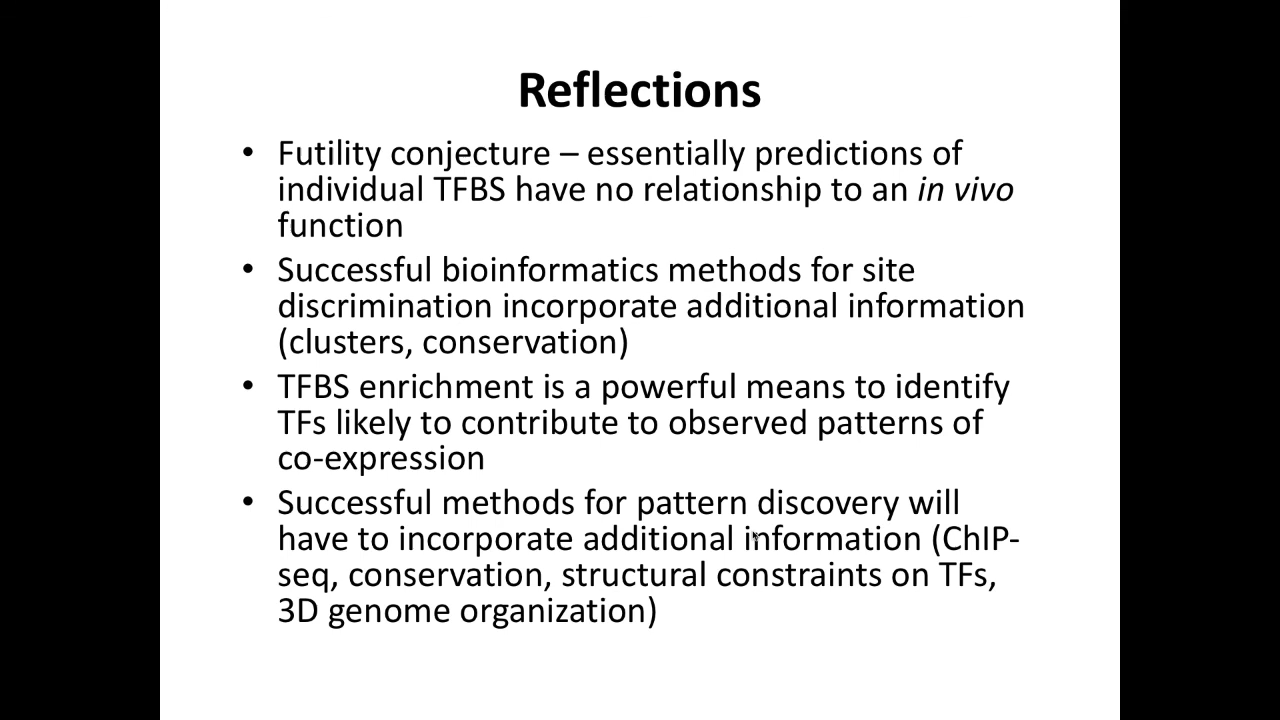 Reflections
• Futility conjecture – essentially predictions of
individual TFBS have no relationship to an in vivo
function
• Successful bioinformatics methods for site
discrimination incorporate additional information
(clusters, conservation)
• TFBS enrichment is a powerful means to identify
TFs likely to contribute to observed patterns of
co-expression
• Successful methods for pattern discovery will
have to incorporate additional information (ChIP-
seq, conservation, structural constraints on TFs,
3D genome organization)